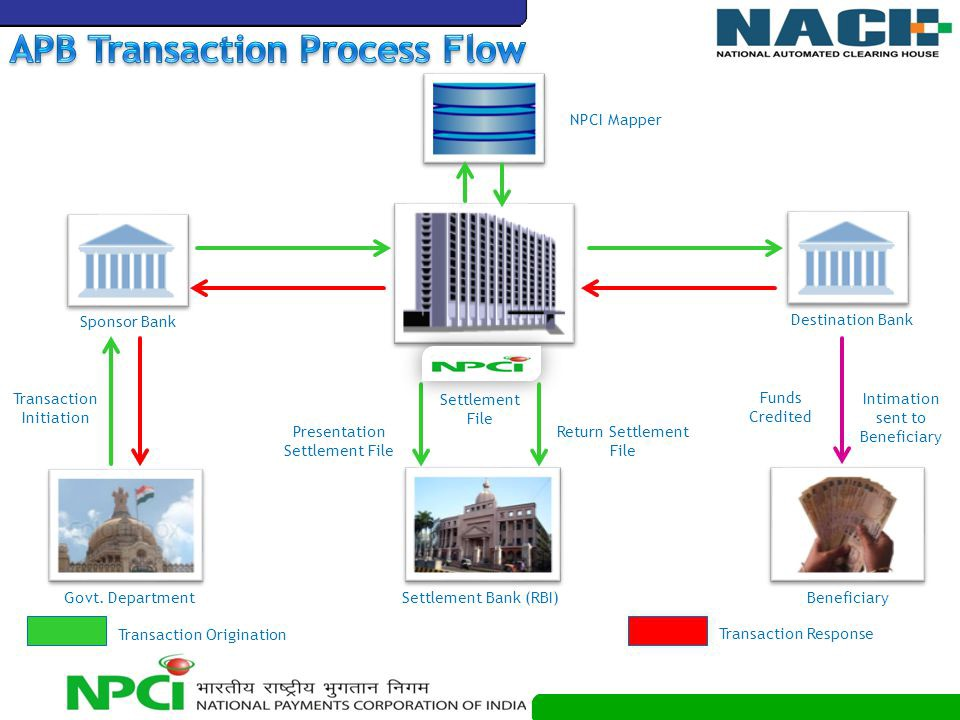 APB Transaction Process Flow
NACH
NATIONAL AUTOMATED CLEARING HOUSE
NPCI Mapper
Sponsor Bank
Destination Bank
NPCI
Transaction
Initiation
Settlement
File
Funds
Credited
Intimation
sent to
Beneficiary
Presentation
Settlement File
Return Settlement
File
Govt. Department
Settlement Bank (RBI)
Beneficiary
Transaction Origination
Transaction Response
NPCI
भारतीय राष्ट्रीय भुगतान निगम
NATIONAL PAYMENTS CORPORATION OF INDIA